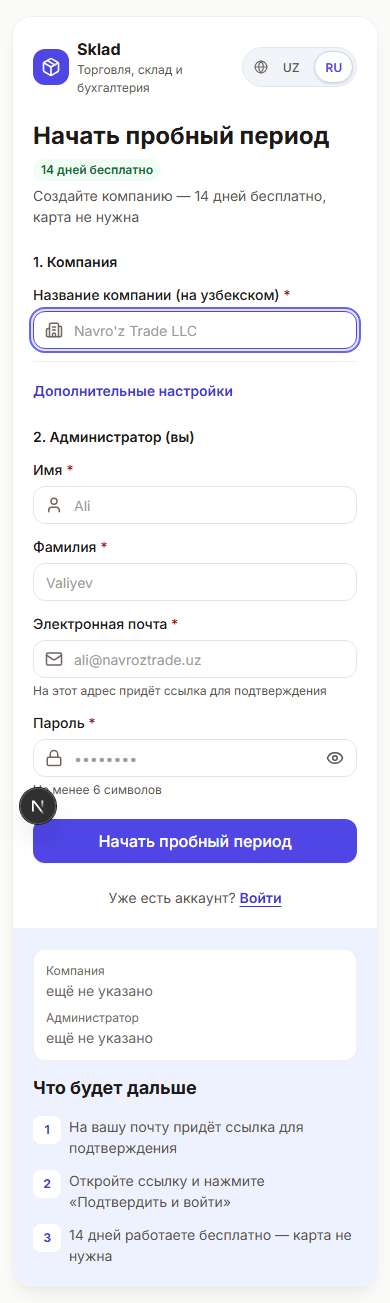 Sklad
Торговля, склад и
бухгалтерия
UZ
RU
Начать пробный период
14 дней бесплатно
Создайте компанию — 14 дней бесплатно,
карта не нужна
1. Компания
Название компании (на узбекском) *
Navro'z Trade LLC
Дополнительные настройки
2. Администратор (вы)
Имя *
Ali
Фамилия *
Valiyev
Электронная почта *
ali@navroztrade.uz
На этот адрес придёт ссылка для подтверждения
Пароль *
••••••••
менее 6 символов
N
Начать пробный период
Уже есть аккаунт? Войти
Компания
ещё не указано
Администратор
ещё не указано
Что будет дальше
1 На вашу почту придёт ссылка для
подтверждения
2 Откройте ссылку и нажмите
«Подтвердить и войти»
3 14 дней работаете бесплатно — карта не
нужна